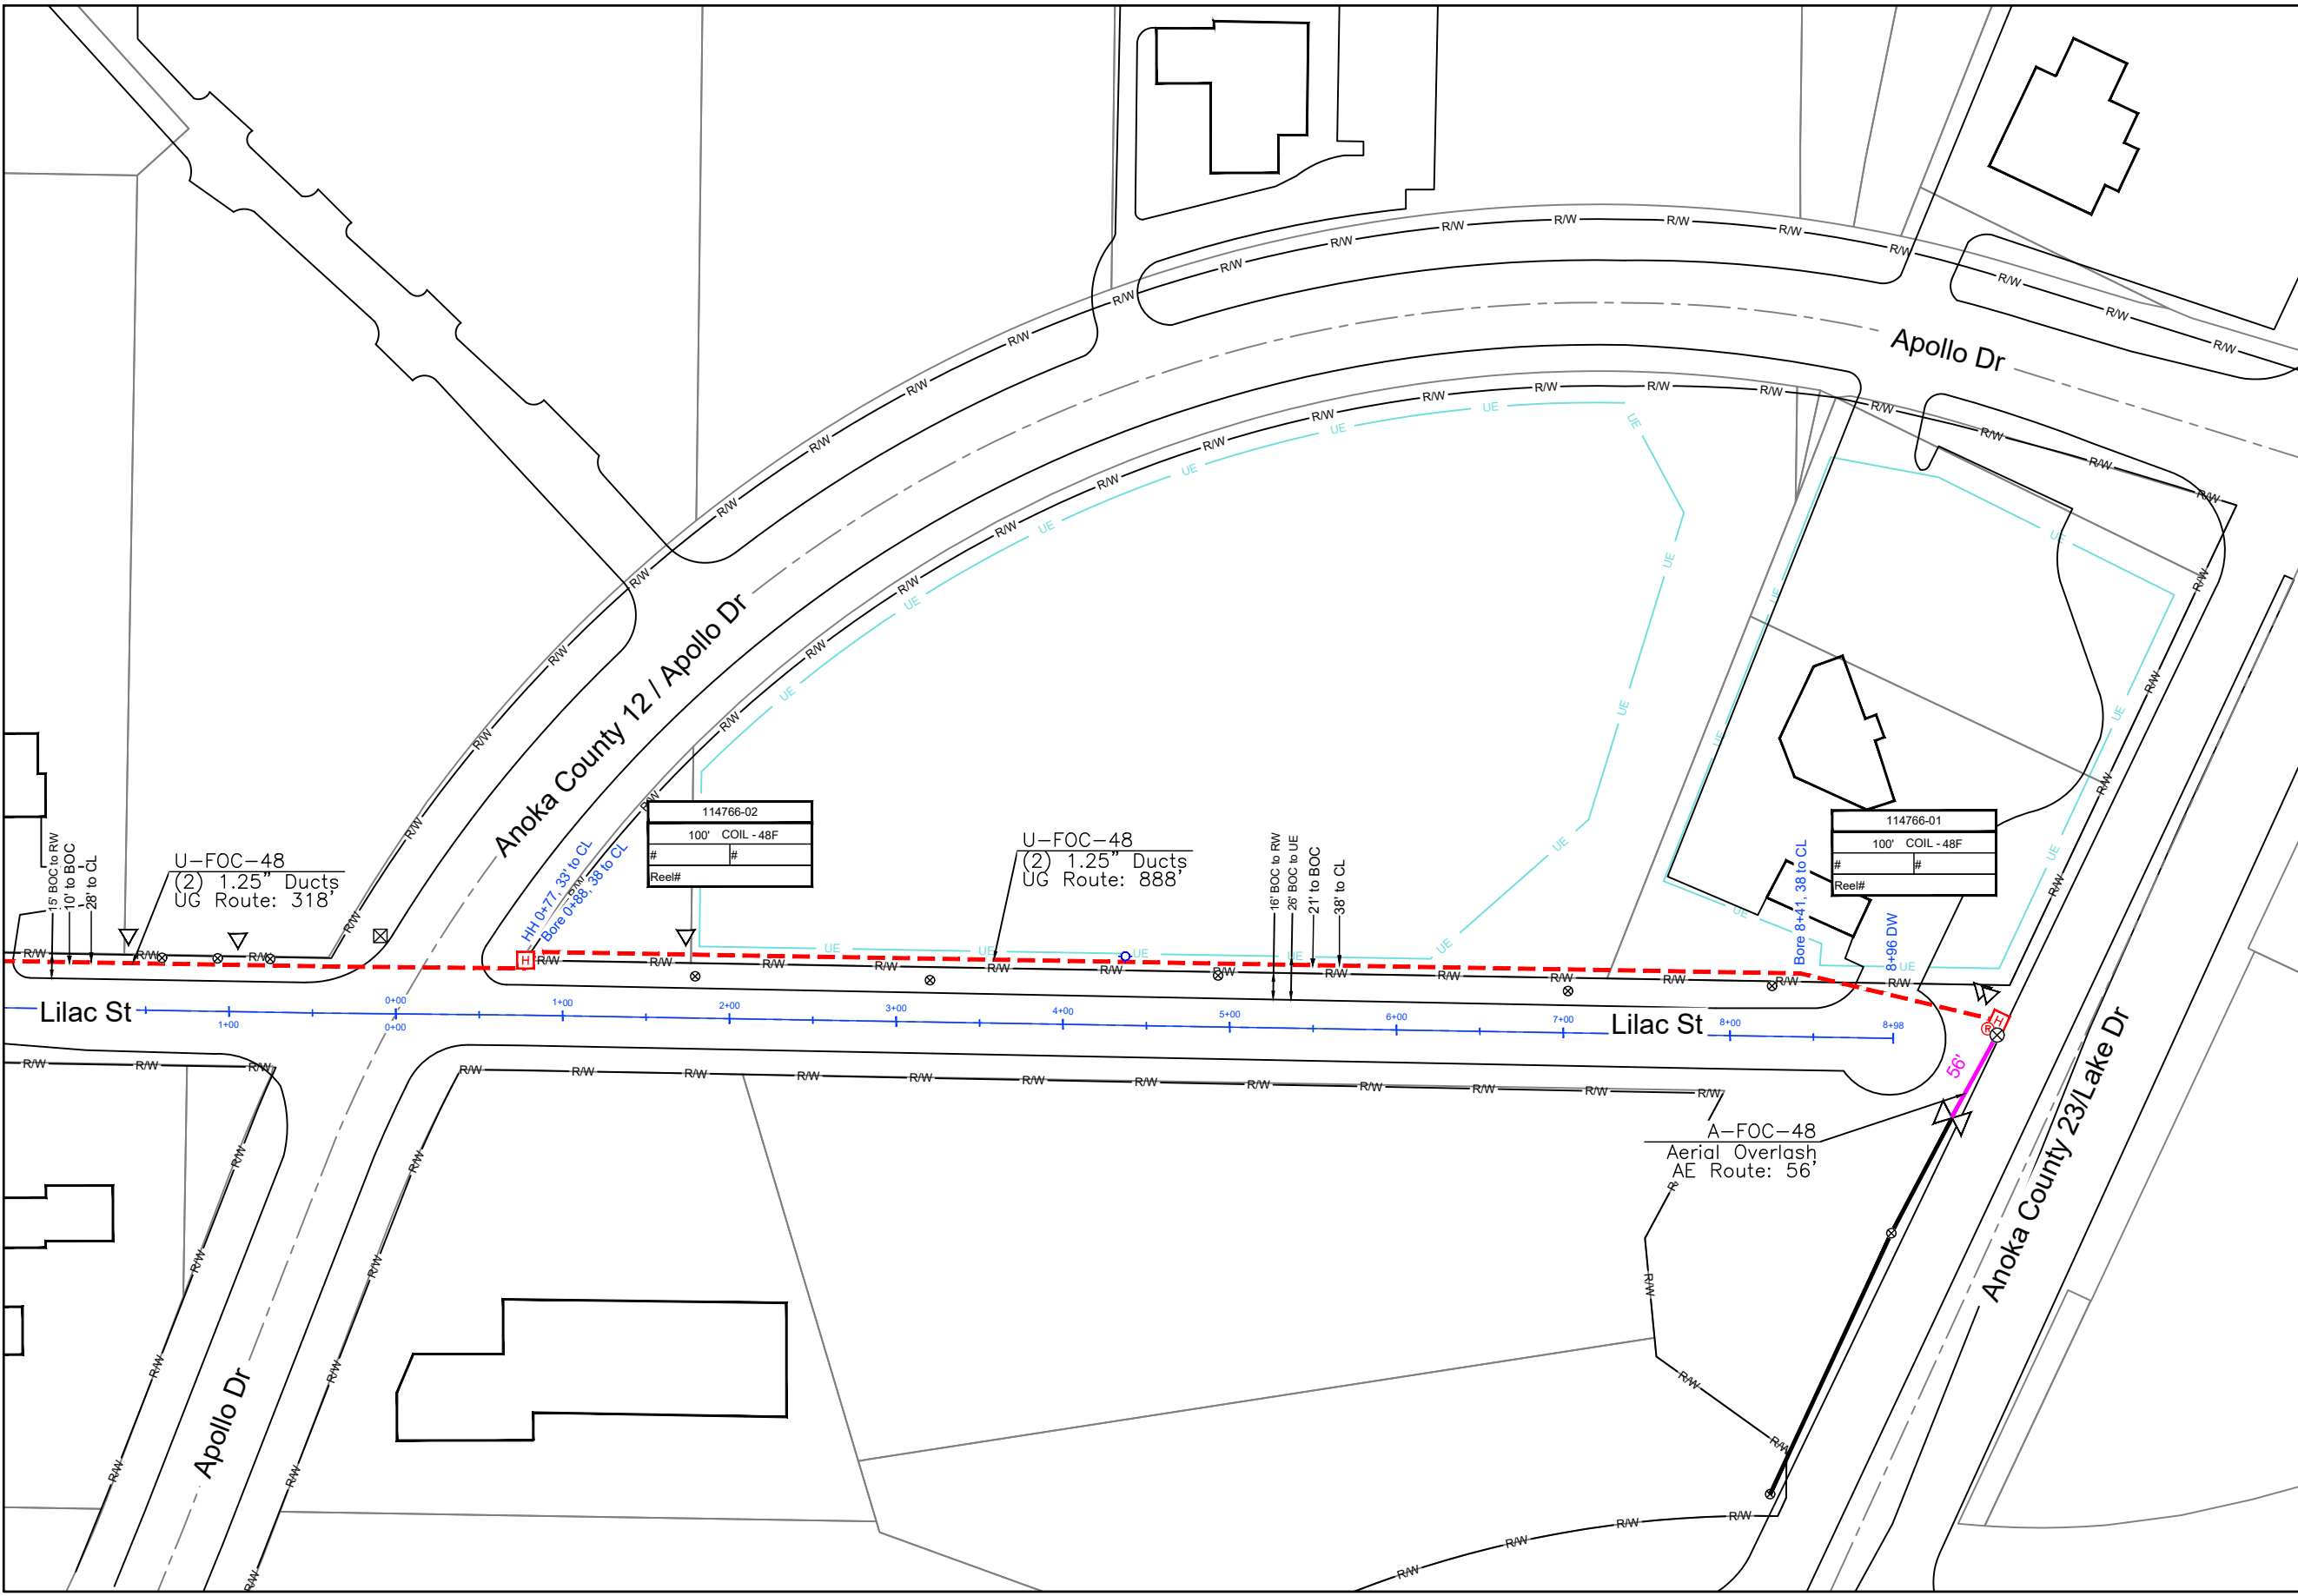 Apollo Dr
Anoka County 12 / Apollo Dr
114766-02
100' COIL - 48F
# #
Reel#
114766-01
100' COIL - 48F
# #
Reel#
U-FOC-48
(2) 1.25" Ducts
UG Route: 318'
U-FOC-48
(2) 1.25" Ducts
UG Route: 888'
15' BOC to RW
10' to BOC
28' to CL
HH 0+77, 33' to CL
Bore 0+88, 38 to CL
16' BOC to RW
26' BOC to UE
21' to BOC
38' to CL
Bore 8+41, 38 to CL
8+96 DW
H
H
R
Lilac St
1+00
0+00
0+00
1+00
2+00
3+00
4+00
5+00
6+00
7+00
Lilac St
8+00
8+98
56'
A-FOC-48
Aerial Overlash
AE Route: 56'
Anoka County 23/Lake Dr
Apollo Dr
R/W
UE